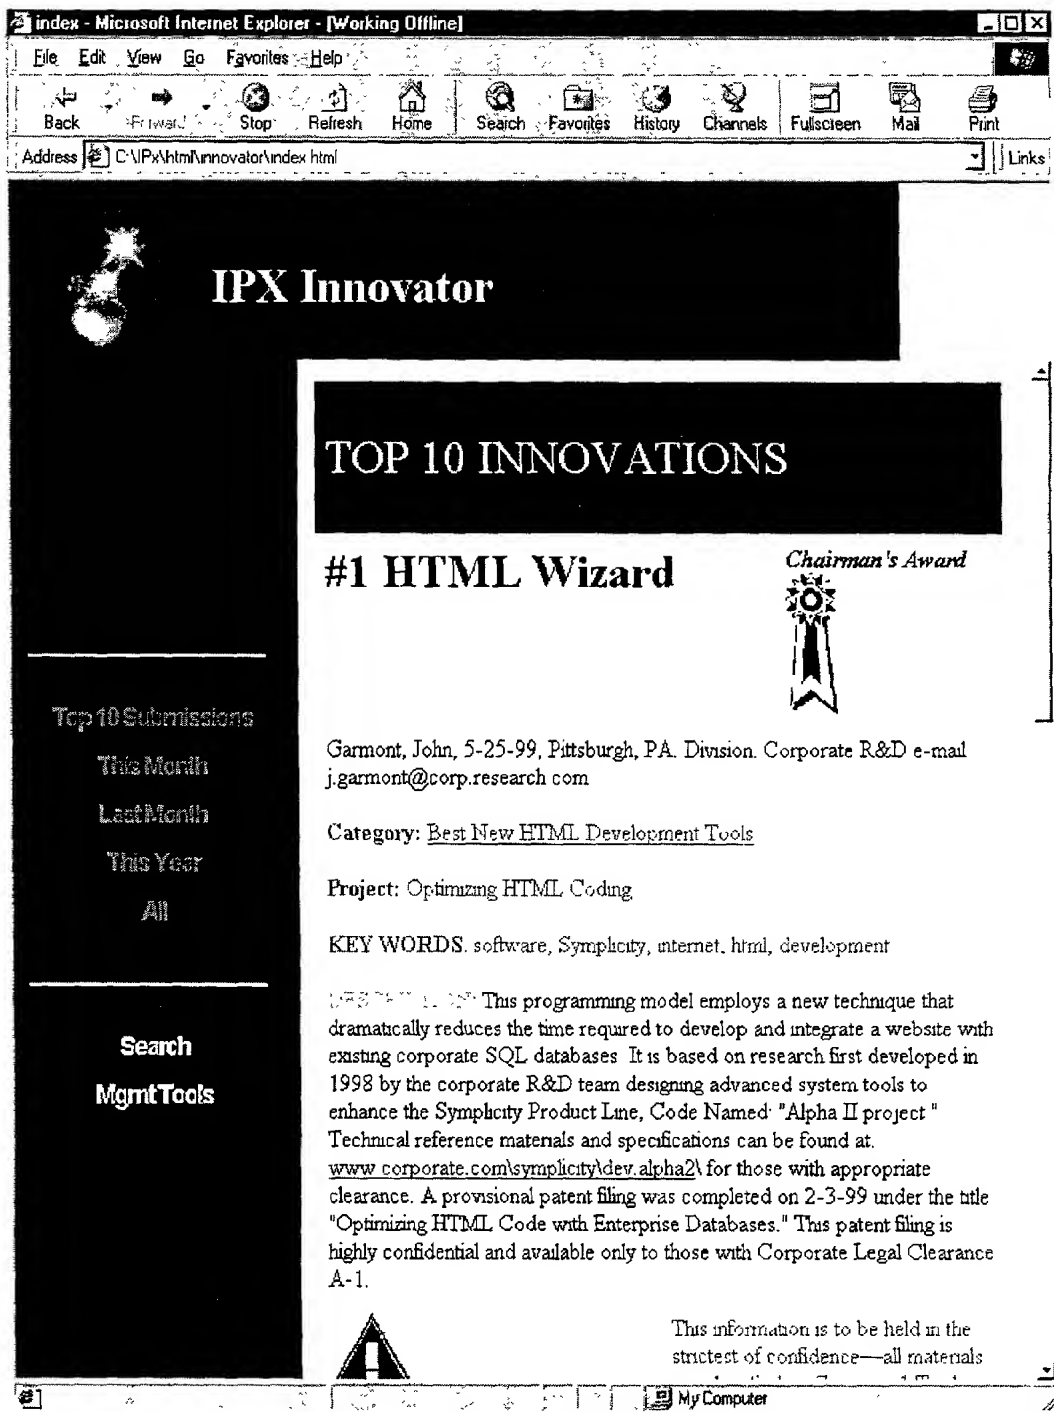 index - Microsoft Internet Explorer - [Working Offline]
File Edit View Go Favorites Help
Back Forward Stop Refresh Home Search Favorites History Channels Fullscreen Mail Print
Address C:\IPx\html\innovator\index html Links
IPX Innovator
TOP 10 INNOVATIONS
#1 HTML Wizard
Chairman's Award
Top 10 Submissions
This Month
Last Month
This Year
All
Search
MgmtTools
Garmont, John, 5-25-99, Pittsburgh, PA. Division. Corporate R&D e-mail
j.garmont@corp.research com
Category: Best New HTML Development Tools
Project: Optimizing HTML Coding
KEY WORDS. software, Symplicity, internet, html, development
This programming model employs a new technique that
dramatically reduces the time required to develop and integrate a website with
existing corporate SQL databases It is based on research first developed in
1998 by the corporate R&D team designing advanced system tools to
enhance the Symplicity Product Line, Code Named "Alpha II project "
Technical reference materials and specifications can be found at.
www corporate.com\symplicity\dev.alpha2\ for those with appropriate
clearance. A provisional patent filing was completed on 2-3-99 under the title
"Optimizing HTML Code with Enterprise Databases." This patent filing is
highly confidential and available only to those with Corporate Legal Clearance
A-1.
This information is to be held in the
strictest of confidence—all materials
My Computer